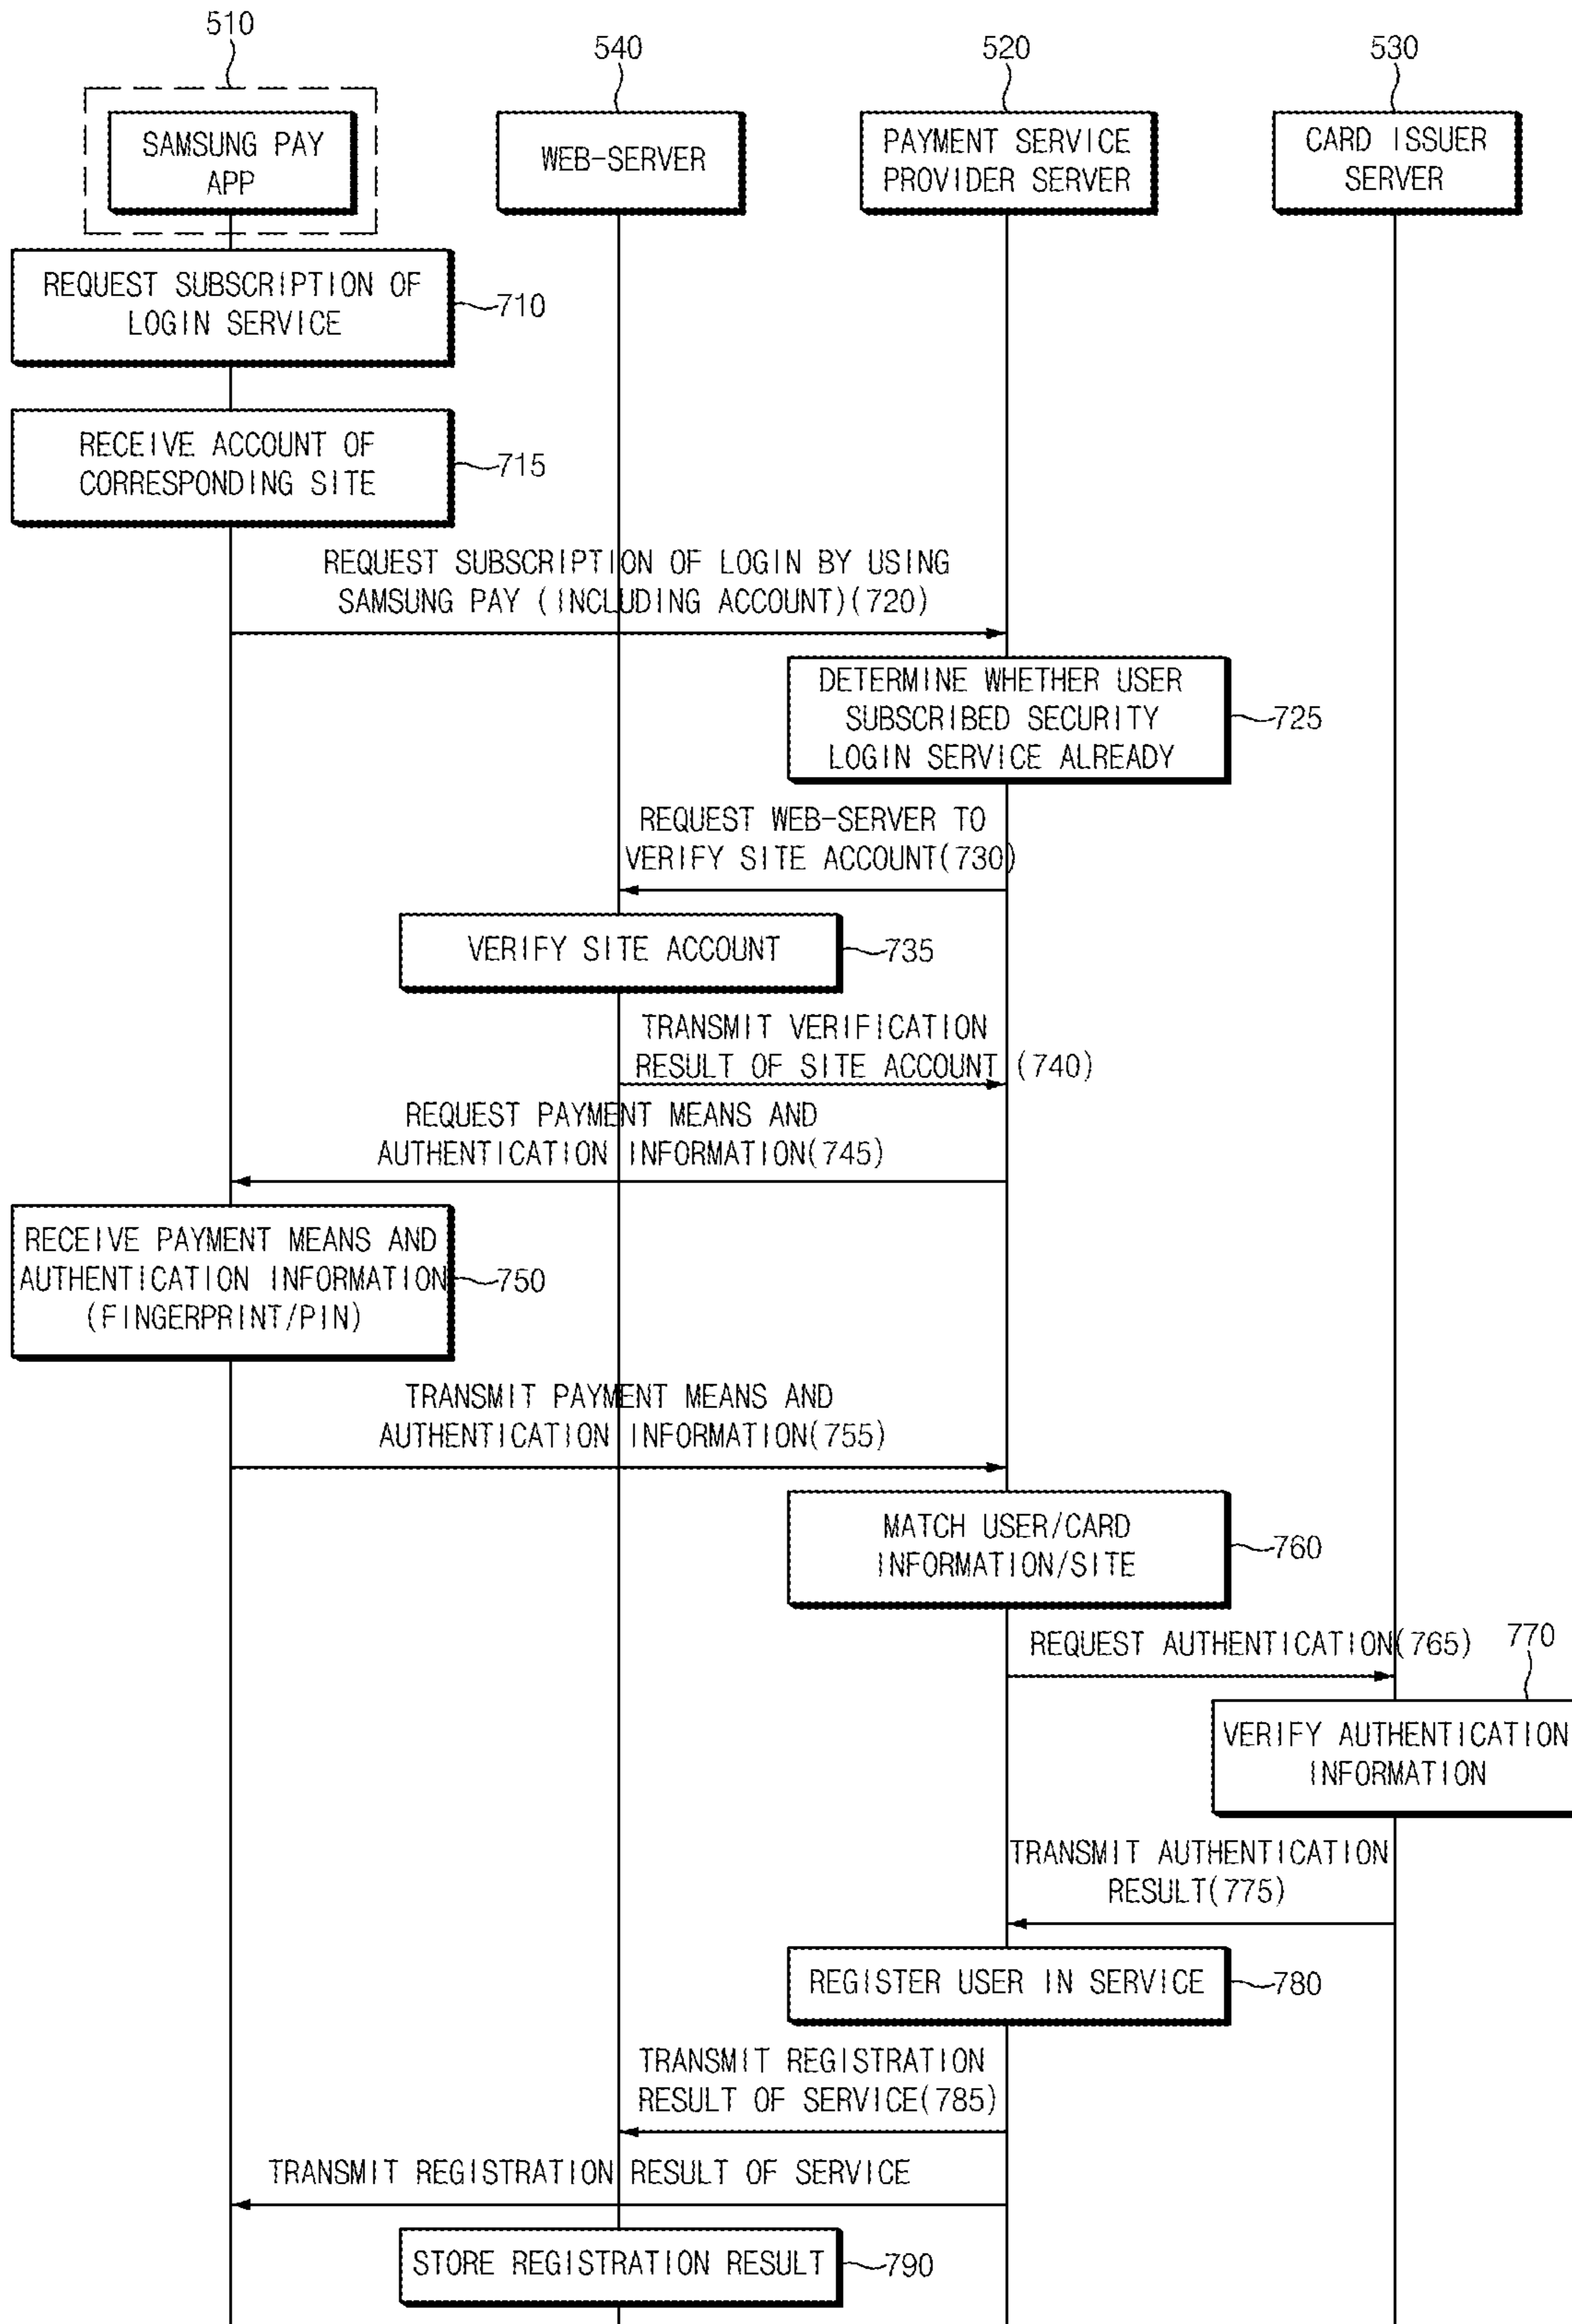 510
540
520
530
SAMSUNG PAY
APP
WEB-SERVER
PAYMENT SERVICE
PROVIDER SERVER
CARD ISSUER
SERVER
REQUEST SUBSCRIPTION OF
LOGIN SERVICE
710
RECEIVE ACCOUNT OF
CORRESPONDING SITE
715
REQUEST SUBSCRIPTION OF LOGIN BY USING
SAMSUNG PAY (INCLUDING ACCOUNT)(720)
DETERMINE WHETHER USER
SUBSCRIBED SECURITY
LOGIN SERVICE ALREADY
725
REQUEST WEB-SERVER TO
VERIFY SITE ACCOUNT(730)
VERIFY SITE ACCOUNT
735
TRANSMIT VERIFICATION
RESULT OF SITE ACCOUNT (740)
REQUEST PAYMENT MEANS AND
AUTHENTICATION INFORMATION(745)
RECEIVE PAYMENT MEANS AND
AUTHENTICATION INFORMATION
(FINGERPRINT/PIN)
750
TRANSMIT PAYMENT MEANS AND
AUTHENTICATION INFORMATION(755)
MATCH USER/CARD
INFORMATION/SITE
760
REQUEST AUTHENTICATION(765)
770
VERIFY AUTHENTICATION
INFORMATION
TRANSMIT AUTHENTICATION
RESULT(775)
REGISTER USER IN SERVICE
780
TRANSMIT REGISTRATION
RESULT OF SERVICE(785)
TRANSMIT REGISTRATION RESULT OF SERVICE
STORE REGISTRATION RESULT
790